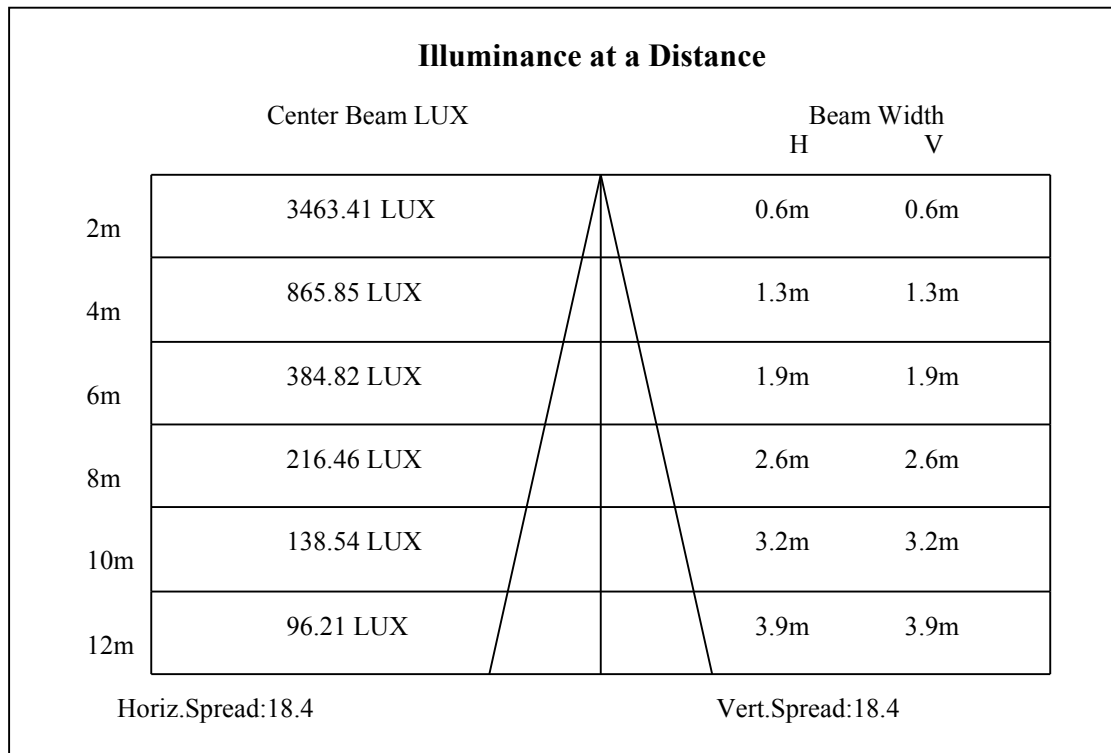 Illuminance at a Distance
Center Beam LUX Beam Width
H V
2m 3463.41 LUX 0.6m 0.6m
4m 865.85 LUX 1.3m 1.3m
6m 384.82 LUX 1.9m 1.9m
8m 216.46 LUX 2.6m 2.6m
10m 138.54 LUX 3.2m 3.2m
12m 96.21 LUX 3.9m 3.9m
Horiz.Spread:18.4 Vert.Spread:18.4